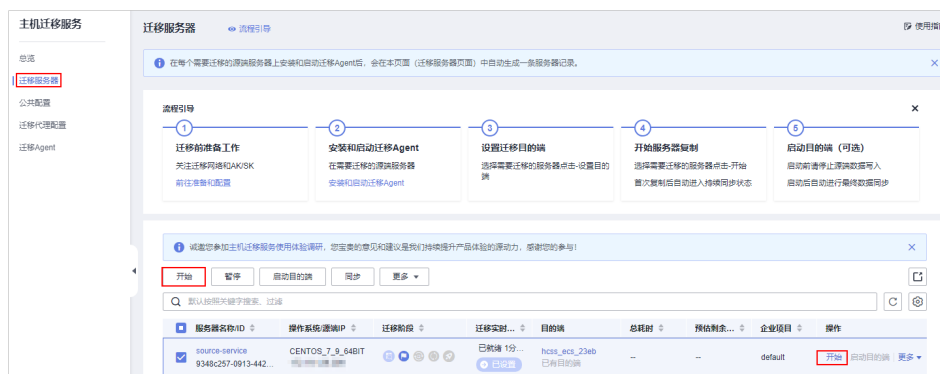 主机迁移服务
总览
迁移服务器
公共配置
迁移代理配置
迁移Agent
迁移服务器
流程引导
使用指
在每个需要迁移的源端服务器上安装和启动迁移Agent后，会在本页面（迁移服务器页面）中自动生成一条服务器记录。
流程引导
1
迁移前准备工作
关注迁移网络和AK/SK
前往准备和配置
2
安装和启动迁移Agent
在需要迁移的源端服务器
安装和启动迁移Agent
3
设置迁移目的端
选择需要迁移的服务器点击-设置目的
端
4
开始服务器复制
选择需要迁移的服务器点击-开始
首次复制后自动进入持续同步状态
5
启动目的端（可选）
启动前请停止源端数据写入
启动后自动进行最终数据同步
诚邀您参加主机迁移服务使用体验调研，您宝贵的意见和建议是我们持续提升产品体验的源动力，感谢您的参与！
开始 暂停 启动目的端 同步 更多
默认按照关键字搜索、过滤
服务器名称/ID 操作系统/源端IP 迁移阶段 迁移实时... 目的端 总耗时 预估剩余... 企业项目 操作
source-service CENTOS_7_9_64BIT 已就绪 1分... hcss_ecs_23eb -- -- default 开始 启动目的端 更多
9348c257-0913-442... 已设置 已有目的端